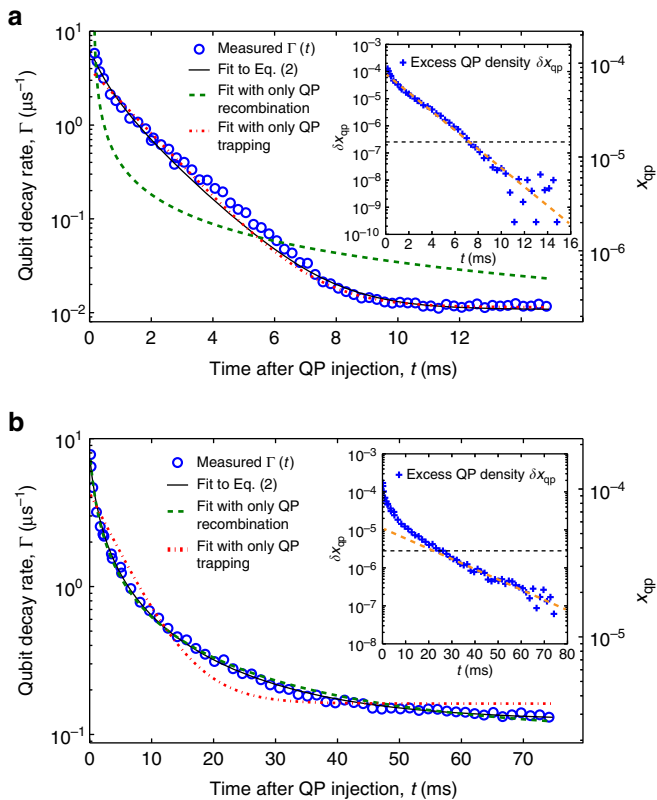 a
Qubit decay rate, Γ (μs⁻¹)
10¹
10⁰
10⁻¹
10⁻²
Measured Γ (t)
Fit to Eq. (2)
Fit with only QP
recombination
Fit with only QP
trapping
δx_qp
10⁻³
10⁻⁴
10⁻⁵
10⁻⁶
10⁻⁷
10⁻⁸
10⁻⁹
10⁻¹⁰
Excess QP density δx_qp
0 4 8 12 16
t (ms)
10⁻⁴
10⁻⁵
10⁻⁶
x_qp
0 2 4 6 8 10 12
Time after QP injection, t (ms)
b
Qubit decay rate, Γ (μs⁻¹)
10¹
10⁰
10⁻¹
Measured Γ (t)
Fit to Eq. (2)
Fit with only QP
recombination
Fit with only QP
trapping
δx_qp
10⁻³
10⁻⁴
10⁻⁵
10⁻⁶
10⁻⁷
10⁻⁸
Excess QP density δx_qp
0 10 20 30 40 50 60 70 80
t (ms)
10⁻⁴
10⁻⁵
x_qp
0 10 20 30 40 50 60 70
Time after QP injection, t (ms)